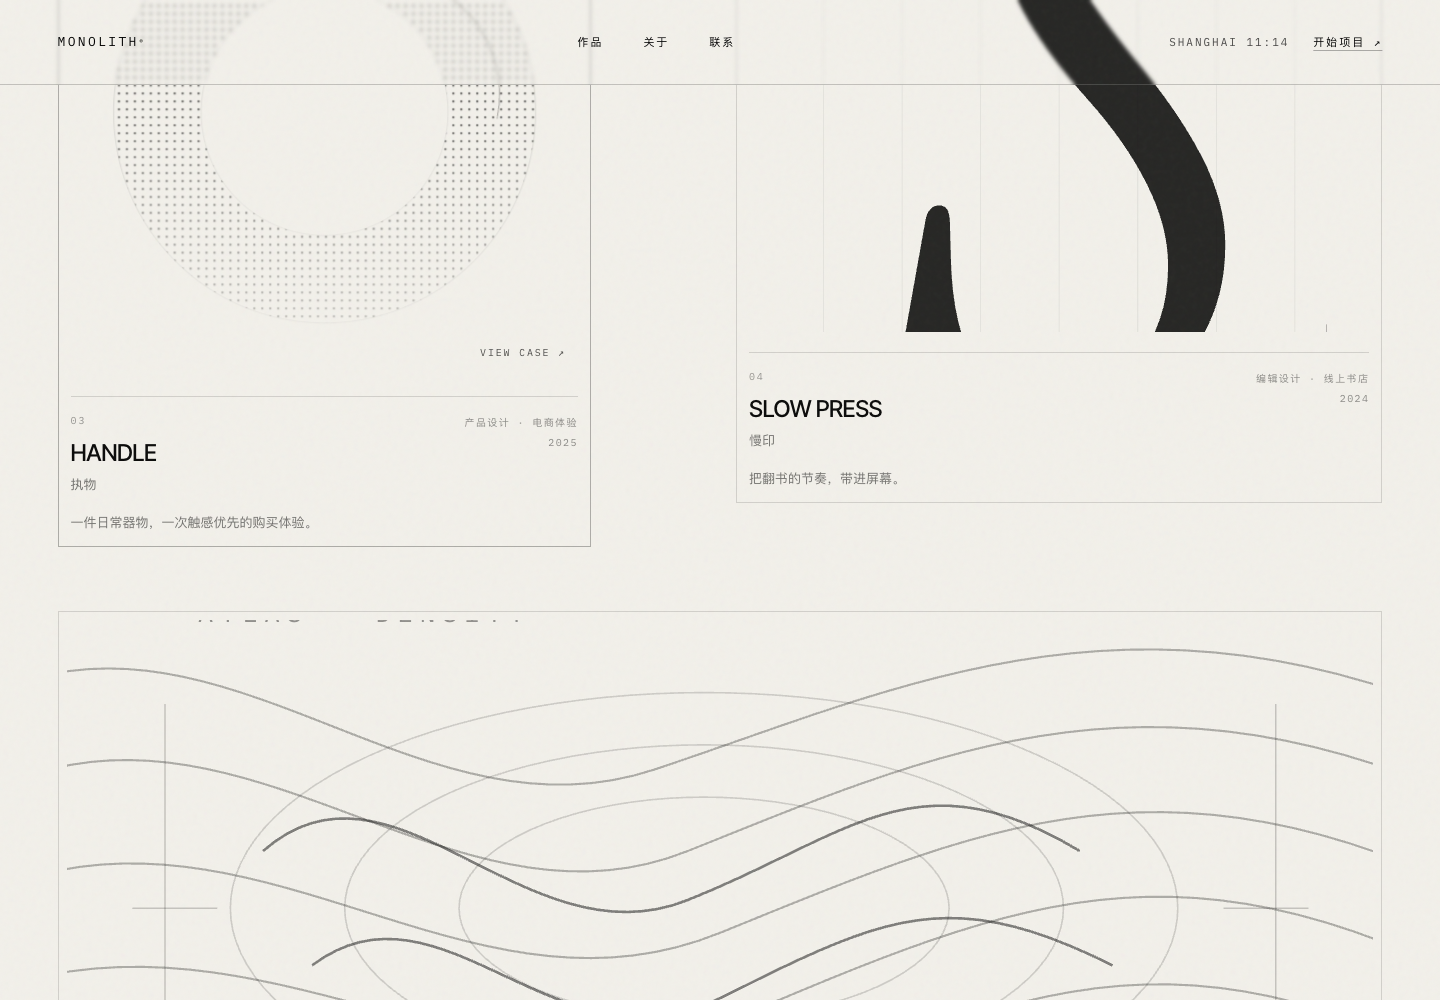 MONOLITH®
作品 关于 联系
SHANGHAI 11:14 开始项目 ↗
VIEW CASE ↗
03
产品设计 · 电商体验
HANDLE
2025
执物
一件日常器物，一次触感优先的购买体验。
04
编辑设计 · 线上书店
SLOW PRESS
2024
慢印
把翻书的节奏，带进屏幕。